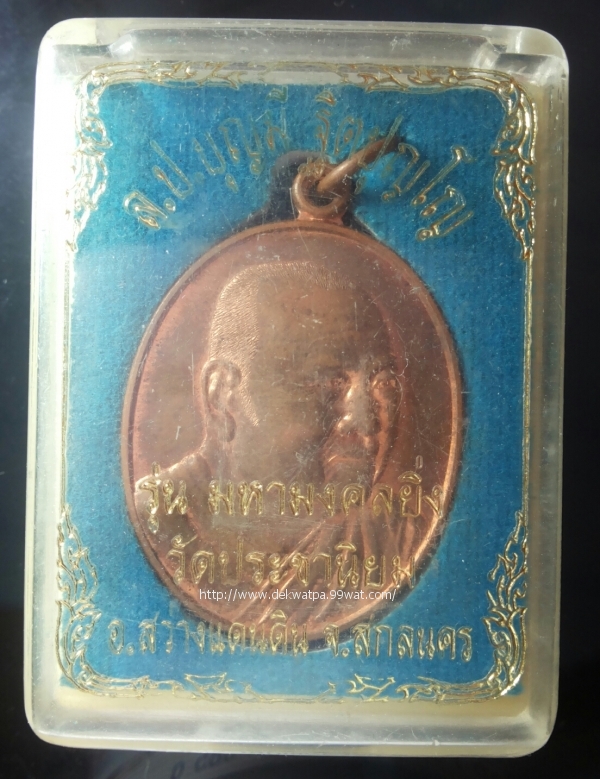 ล.ป.บุญมี
รุ่น มหามงคลยิ่ง
วัดประชานิยม
http://www.dekwatpa.99wat.com/
อ.สว่างแดนดิน จ.สกลนคร